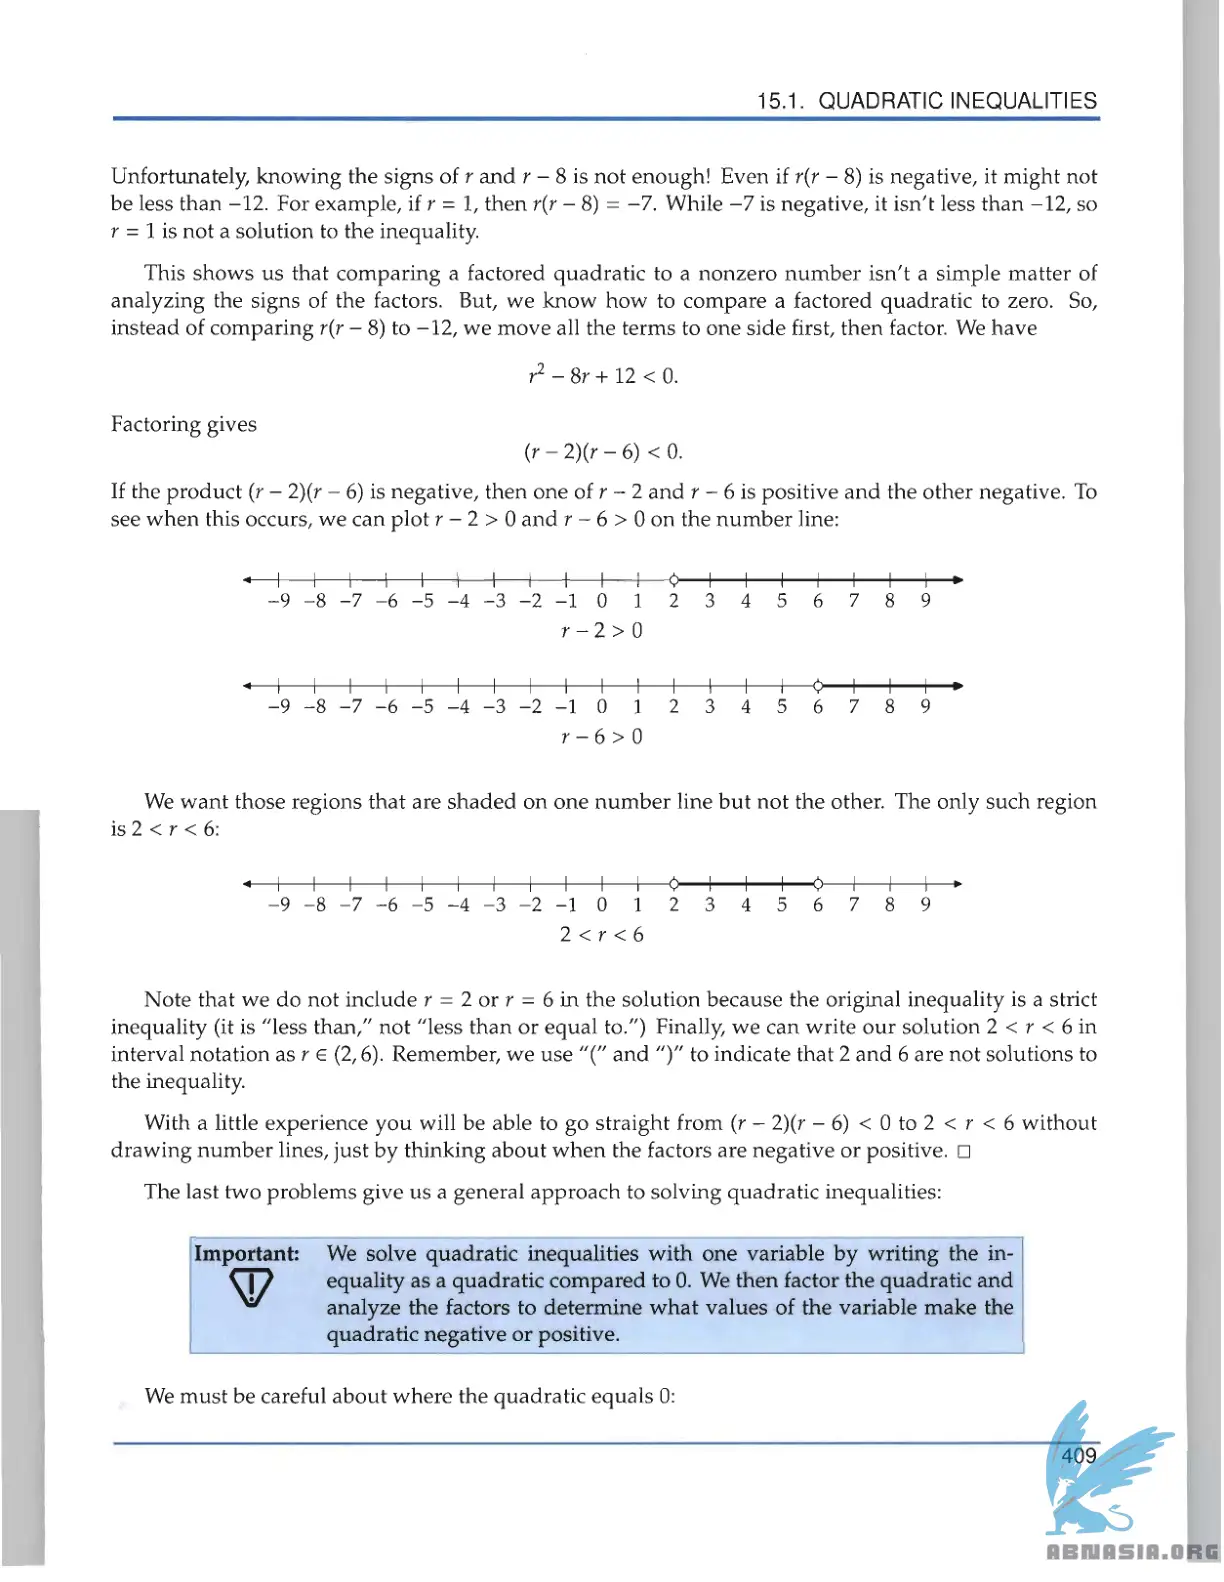 15.1. QUADRATIC INEQUALITIES
Unfortunately, knowing the signs of r and r − 8 is not enough! Even if r(r − 8) is negative, it might not
be less than −12. For example, if r = 1, then r(r − 8) = −7. While −7 is negative, it isn't less than −12, so
r = 1 is not a solution to the inequality.
This shows us that comparing a factored quadratic to a nonzero number isn't a simple matter of
analyzing the signs of the factors. But, we know how to compare a factored quadratic to zero. So,
instead of comparing r(r − 8) to −12, we move all the terms to one side first, then factor. We have
r² − 8r + 12 < 0.
Factoring gives
(r − 2)(r − 6) < 0.
If the product (r − 2)(r − 6) is negative, then one of r − 2 and r − 6 is positive and the other negative. To
see when this occurs, we can plot r − 2 > 0 and r − 6 > 0 on the number line:
−9 −8 −7 −6 −5 −4 −3 −2 −1 0 1 2 3 4 5 6 7 8 9
r − 2 > 0
−9 −8 −7 −6 −5 −4 −3 −2 −1 0 1 2 3 4 5 6 7 8 9
r − 6 > 0
We want those regions that are shaded on one number line but not the other. The only such region
is 2 < r < 6:
−9 −8 −7 −6 −5 −4 −3 −2 −1 0 1 2 3 4 5 6 7 8 9
2 < r < 6
Note that we do not include r = 2 or r = 6 in the solution because the original inequality is a strict
inequality (it is "less than," not "less than or equal to.") Finally, we can write our solution 2 < r < 6 in
interval notation as r ∈ (2, 6). Remember, we use "(" and ")" to indicate that 2 and 6 are not solutions to
the inequality.
With a little experience you will be able to go straight from (r − 2)(r − 6) < 0 to 2 < r < 6 without
drawing number lines, just by thinking about when the factors are negative or positive. □
The last two problems give us a general approach to solving quadratic inequalities:
Important: We solve quadratic inequalities with one variable by writing the in-
equality as a quadratic compared to 0. We then factor the quadratic and
analyze the factors to determine what values of the variable make the
quadratic negative or positive.
We must be careful about where the quadratic equals 0:
409
ABNASIA.ORG